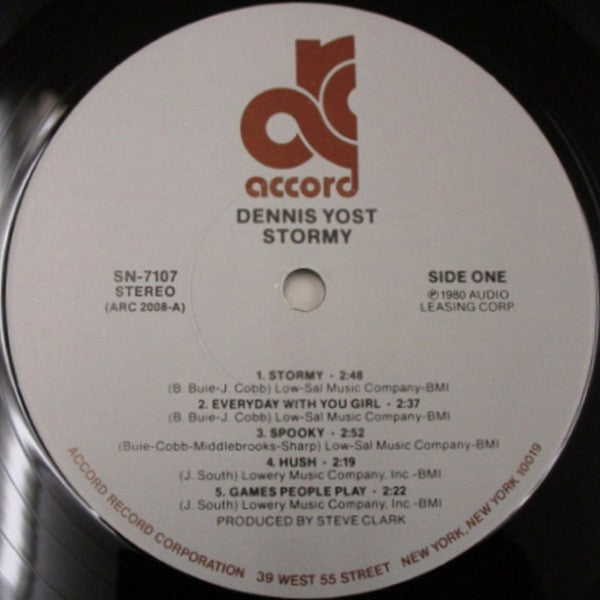 accord
DENNIS YOST
STORMY
SN-7107
STEREO
(ARC 2008-A)
SIDE ONE
℗1980 AUDIO
LEASING CORP
1. STORMY - 2:48
(B. Buie-J. Cobb) Low-Sal Music Company-BMI
2. EVERYDAY WITH YOU GIRL - 2:37
(B. Buie-J. Cobb) Low-Sal Music Company-BMI
3. SPOOKY - 2:52
(Buie-Cobb-Middlebrooks-Sharp) Low-Sal Music Company-BMI
4. HUSH - 2:19
(J. South) Lowery Music Company, Inc.-BMI
5. GAMES PEOPLE PLAY - 2:22
(J. South) Lowery Music Company, Inc.-BMI
PRODUCED BY STEVE CLARK
ACCORD RECORD CORPORATION 39 WEST 55 STREET NEW YORK, NEW YORK 10019